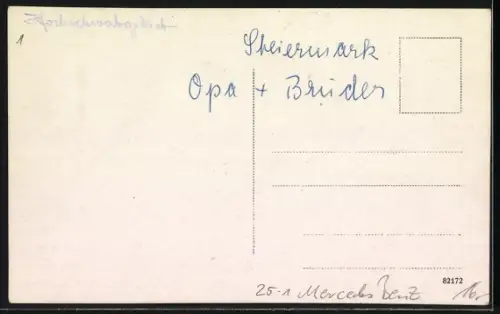 1
Steiermark
Opa + Brüder
82172
25-1 Mercedes Benz 16,-